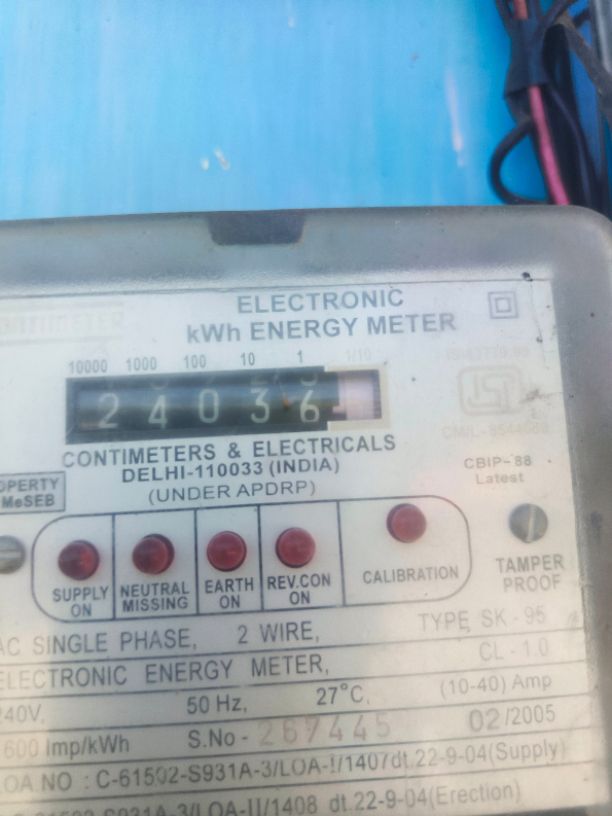 ELECTRONIC
kWh ENERGY METER
10000 1000 100 10 1 1/10
2 4 0 3 6
CONTIMETERS & ELECTRICALS
DELHI-110033 (INDIA)
(UNDER APDRP)
CBIP-'88
Latest
OPERTY
MeSEB
SUPPLY ON
NEUTRAL MISSING
EARTH ON
REV.CON ON
CALIBRATION
TAMPER PROOF
AC SINGLE PHASE, 2 WIRE, TYPE SK - 95
ELECTRONIC ENERGY METER, CL - 1.0
240V, 50 Hz, 27°C, (10-40) Amp
600 Imp/kWh S.No - 267445 02/2005
LOA.NO : C-61502-S931A-3/LOA-I/1407dt.22-9-04(Supply)
S931A-3/LOA-II/1408 dt.22-9-04(Erection)